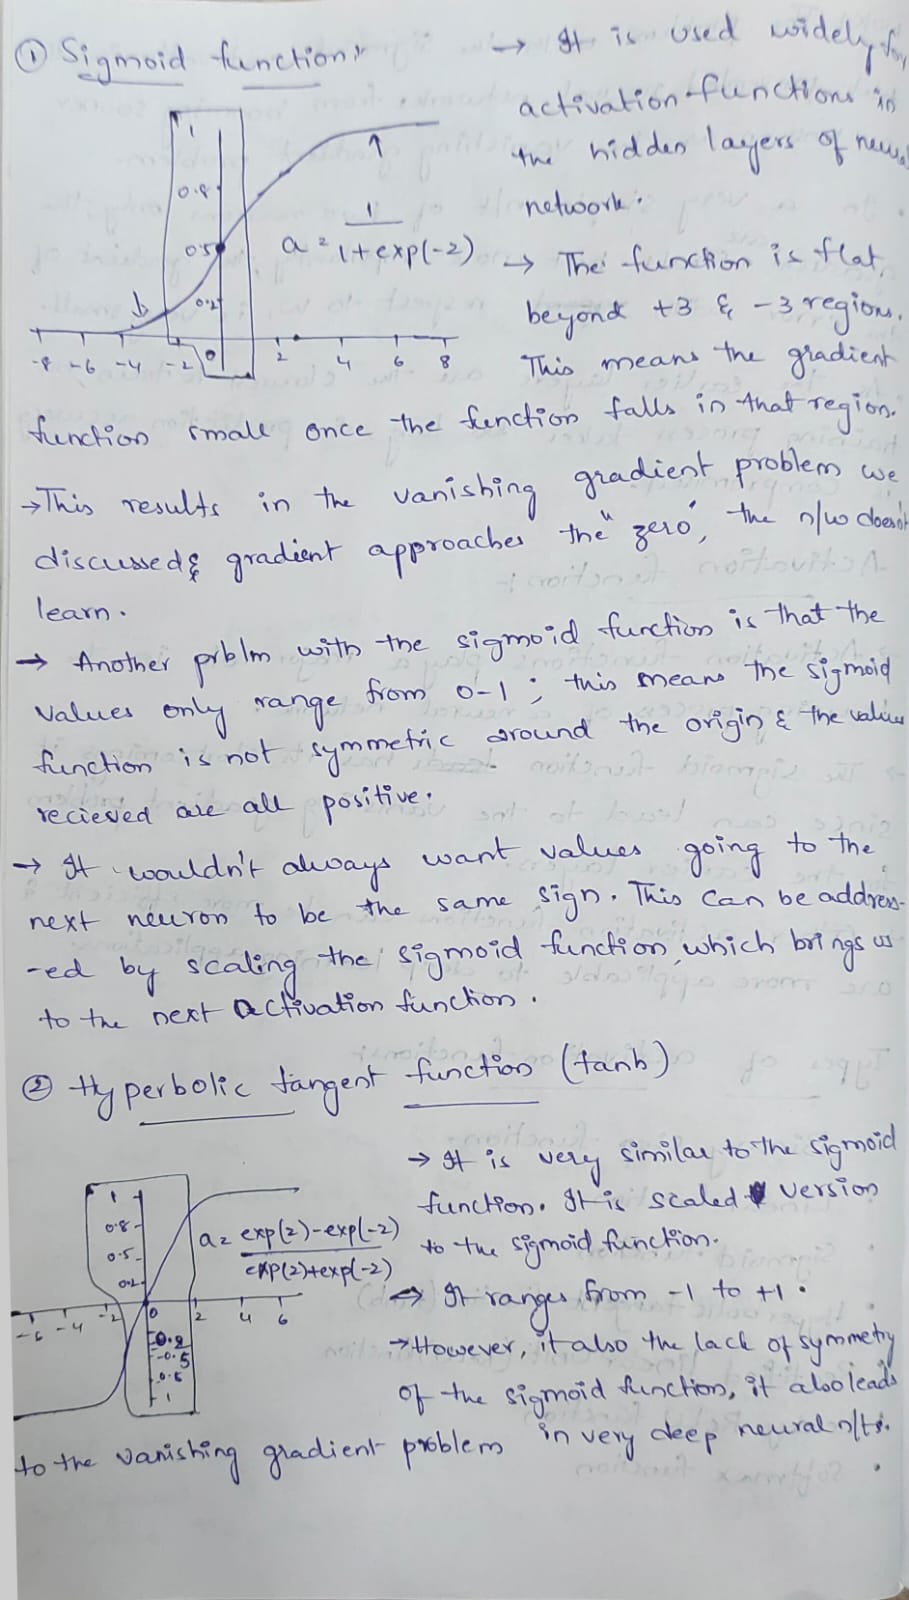 ① Sigmoid function:
→ It is used widely for
activation functions in
the hidden layers of neural
network.
1
0.8
0.5
0.2
0
-8 -6 -4 -2 2 4 6 8
a = 1/1+exp(-z)
→ The function is flat
beyond +3 & -3 regions.
This means the gradient
function small once the function falls in that region.
→ This results in the vanishing gradient problem we
discussed & gradient approaches the "zero", the n/w doesn't
learn.
→ Another prblm with the sigmoid function is that the
values only range from 0-1; this means the sigmoid
function is not symmetric around the origin & the values
recieved are all positive.
→ It wouldn't always want values going to the
next neuron to be the same sign. This can be address-
-ed by scaling the sigmoid function, which brings us
to the next activation function.
② Hyperbolic tangent function (tanh)
→ It is very similar to the sigmoid
function. It is scaled version
to the sigmoid function.
1
0.8
0.5
0.2
-6 -4 -2 0 2 4 6
-0.2
-0.5
-0.8
-1
a = exp(z)-exp(-z)
exp(z)+exp(-z)
→ It ranges from -1 to +1.
→ However, it also the lack of symmetry
of the sigmoid function, it also leads
to the vanishing gradient problem in very deep neural n/ts.